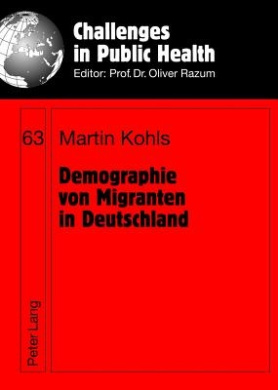 Challenges
in Public Health
Editor: Prof. Dr. Oliver Razum
63
Martin Kohls
Demographie
von Migranten
in Deutschland
Peter Lang